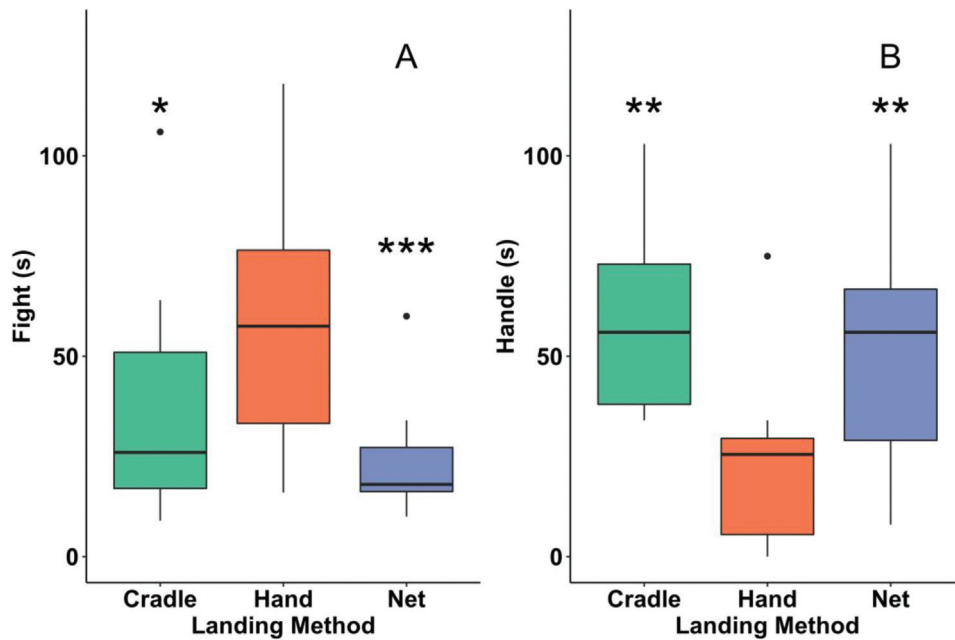 A
*
***
100
50
0
Fight (s)
Cradle Hand Net
Landing Method
B
** **
100
50
0
Handle (s)
Cradle Hand Net
Landing Method